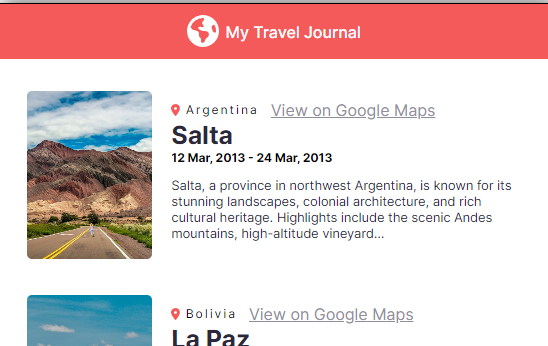 My Travel Journal
Argentina View on Google Maps
Salta
12 Mar, 2013 - 24 Mar, 2013
Salta, a province in northwest Argentina, is known for its
stunning landscapes, colonial architecture, and rich
cultural heritage. Highlights include the scenic Andes
mountains, high-altitude vineyard...
Bolivia View on Google Maps
La Paz